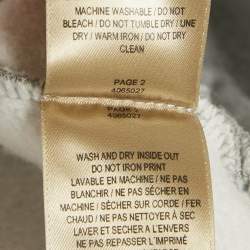 MACHINE WASHABLE / DO NOT
BLEACH / DO NOT TUMBLE DRY / LINE
DRY / WARM IRON / DO NOT DRY
CLEAN
PAGE 2
4065027
4065027
WASH AND DRY INSIDE OUT
DO NOT IRON PRINT
LAVABLE EN MACHINE / NE PAS
BLANCHIR / NE PAS SÉCHER EN
MACHINE / SÉCHER SUR CORDE / FER
CHAUD / NE PAS NETTOYER À SEC
LAVER ET SÉCHER À L'ENVERS
NE PAS REPASSER L'IMPRIMÉ